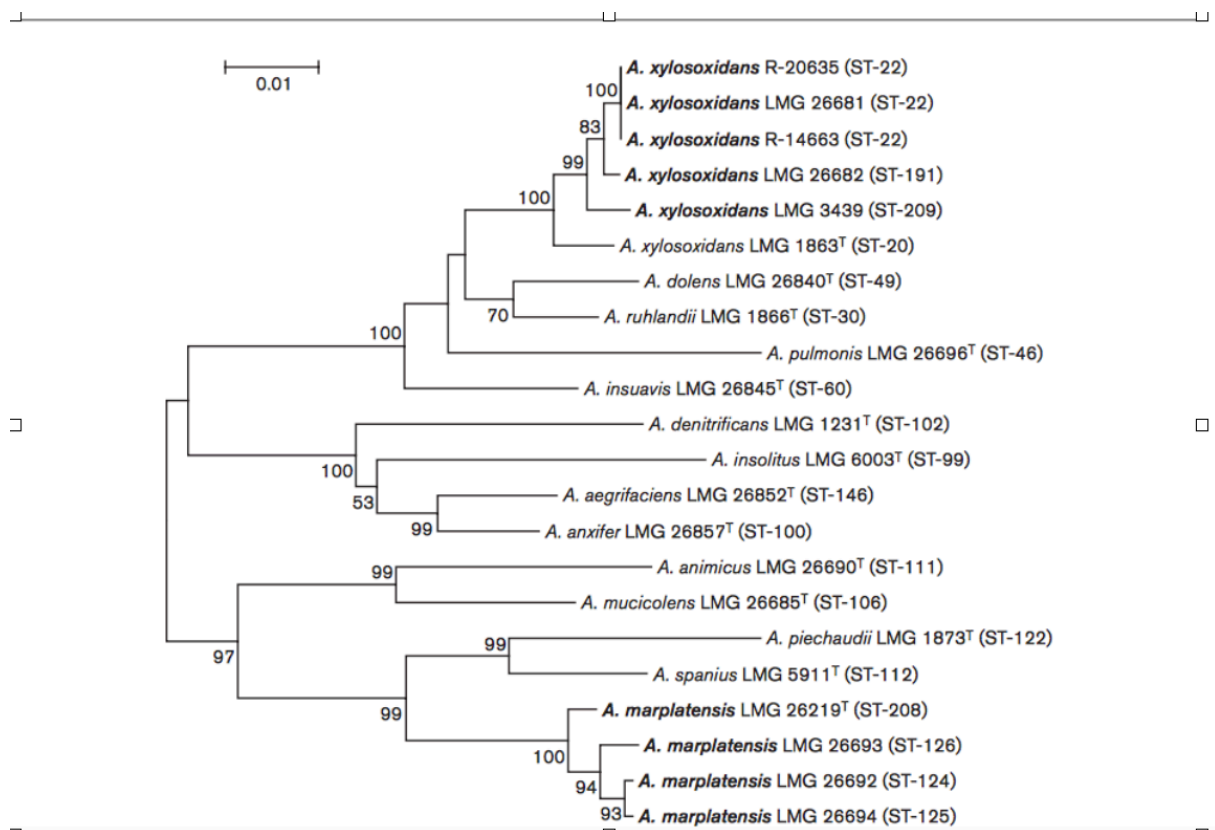 0.01
A. xylosoxidans R-20635 (ST-22)
100
A. xylosoxidans LMG 26681 (ST-22)
83
A. xylosoxidans R-14663 (ST-22)
99
A. xylosoxidans LMG 26682 (ST-191)
100
A. xylosoxidans LMG 3439 (ST-209)
A. xylosoxidans LMG 1863ᵀ (ST-20)
A. dolens LMG 26840ᵀ (ST-49)
70
A. ruhlandii LMG 1866ᵀ (ST-30)
100
A. pulmonis LMG 26696ᵀ (ST-46)
A. insuavis LMG 26845ᵀ (ST-60)
A. denitrificans LMG 1231ᵀ (ST-102)
100
A. insolitus LMG 6003ᵀ (ST-99)
53
A. aegrifaciens LMG 26852ᵀ (ST-146)
99
A. anxifer LMG 26857ᵀ (ST-100)
99
A. animicus LMG 26690ᵀ (ST-111)
A. mucicolens LMG 26685ᵀ (ST-106)
97
99
A. piechaudii LMG 1873ᵀ (ST-122)
A. spanius LMG 5911ᵀ (ST-112)
99
A. marplatensis LMG 26219ᵀ (ST-208)
100
A. marplatensis LMG 26693 (ST-126)
94
A. marplatensis LMG 26692 (ST-124)
93
A. marplatensis LMG 26694 (ST-125)